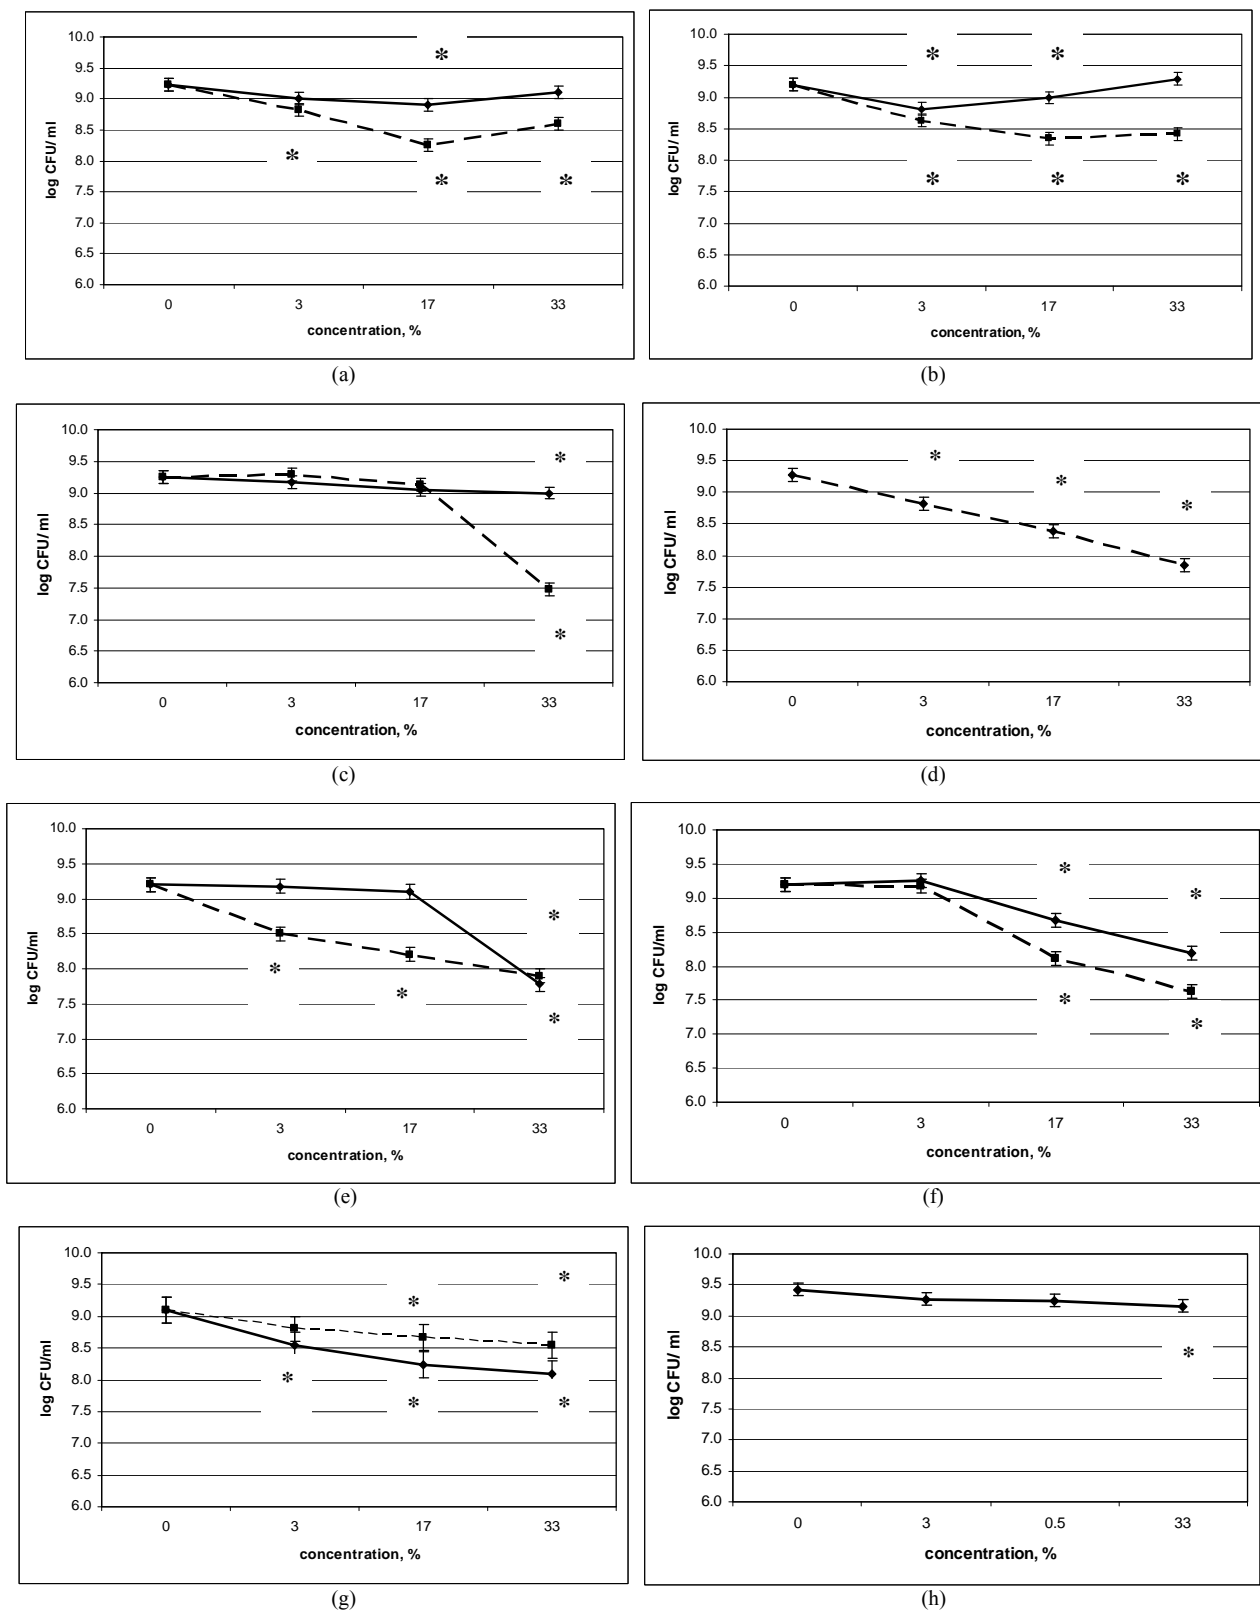 10.0
9.5
9.0
8.5
8.0
7.5
7.0
6.5
6.0
log CFU/ ml
*
*
*
*
0 3 17 33
concentration, %
(a)
10.0
9.5
9.0
8.5
8.0
7.5
7.0
6.5
6.0
log CFU/ ml
* *
* * *
0 3 17 33
concentration, %
(b)
10.0
9.5
9.0
8.5
8.0
7.5
7.0
6.5
6.0
log CFU/ ml
*
*
0 3 17 33
concentration, %
(c)
10.0
9.5
9.0
8.5
8.0
7.5
7.0
6.5
6.0
log CFU/ ml
*
*
*
0 3 17 33
concentration, %
(d)
10.0
9.5
9.0
8.5
8.0
7.5
7.0
6.5
6.0
log CFU/ml
*
*
*
*
0 3 17 33
concentration, %
(e)
10.0
9.5
9.0
8.5
8.0
7.5
7.0
6.5
6.0
log CFU/ml
*
*
*
*
0 3 17 33
concentration, %
(f)
10.0
9.5
9.0
8.5
8.0
7.5
7.0
6.5
6.0
log CFU/ml
*
*
*
* *
0 3 17 33
concentration, %
(g)
10.0
9.5
9.0
8.5
8.0
7.5
7.0
6.5
6.0
log CFU/ ml
*
0 3 0.5 33
concentration, %
(h)